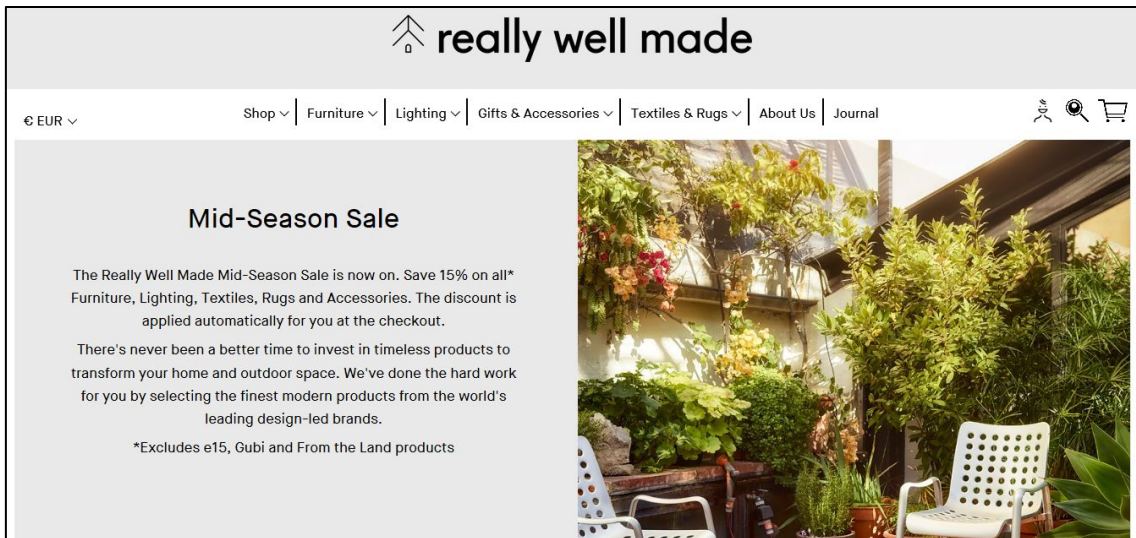 really well made
€ EUR
Shop
Furniture
Lighting
Gifts & Accessories
Textiles & Rugs
About Us
Journal
Mid-Season Sale
The Really Well Made Mid-Season Sale is now on. Save 15% on all*
Furniture, Lighting, Textiles, Rugs and Accessories. The discount is
applied automatically for you at the checkout.
There's never been a better time to invest in timeless products to
transform your home and outdoor space. We've done the hard work
for you by selecting the finest modern products from the world's
leading design-led brands.
*Excludes e15, Gubi and From the Land products